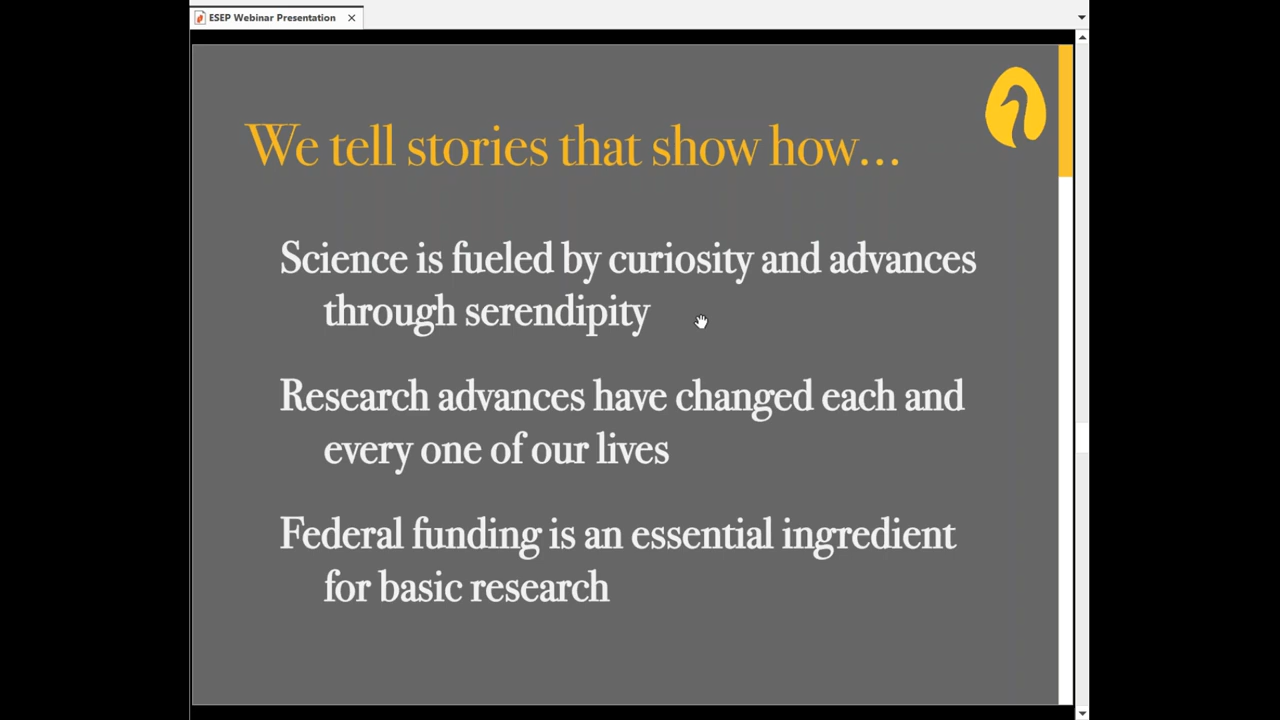 ESEP Webinar Presentation
We tell stories that show how...
Science is fueled by curiosity and advances
through serendipity
Research advances have changed each and
every one of our lives
Federal funding is an essential ingredient
for basic research